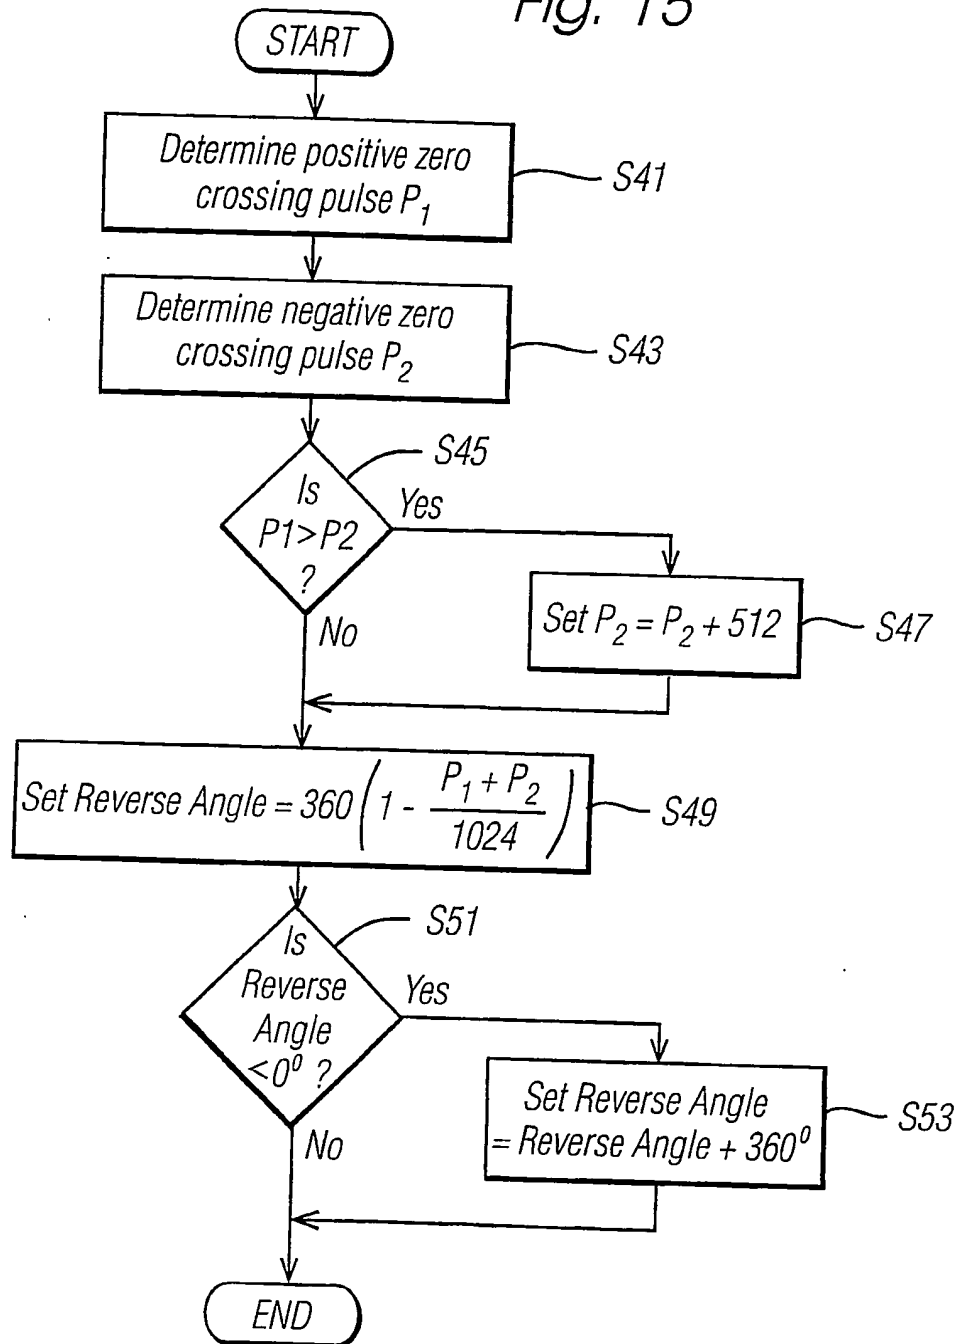 Fig. 15
START
Determine positive zero
crossing pulse P₁
S41
Determine negative zero
crossing pulse P₂
S43
S45
Is
P1>P2
?
Yes
No
Set P₂ = P₂ + 512
S47
Set Reverse Angle = 360 (1 - (P₁ + P₂)/1024)
S49
S51
Is
Reverse
Angle
<0⁰ ?
Yes
No
Set Reverse Angle
= Reverse Angle + 360⁰
S53
END